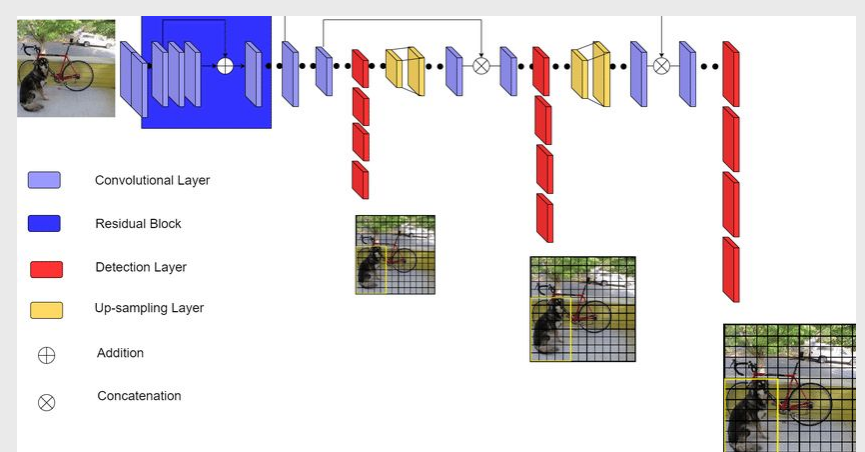 Convolutional Layer
Residual Block
Detection Layer
Up-sampling Layer
Addition
Concatenation